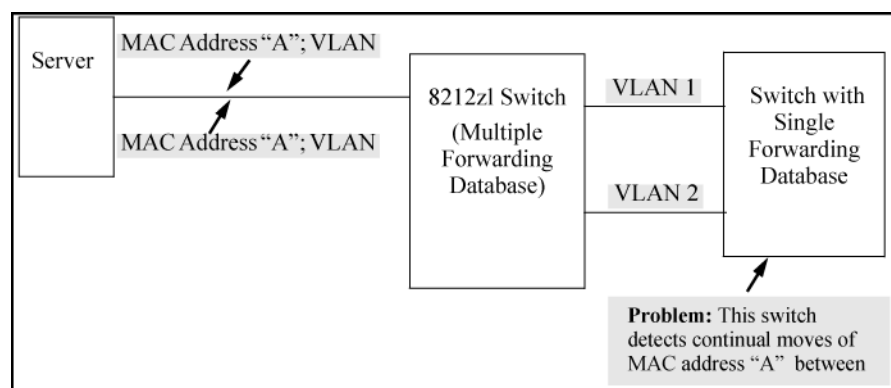 Server
MAC Address “A”; VLAN
MAC Address “A”; VLAN
8212zl Switch
(Multiple
Forwarding
Database)
VLAN 1
VLAN 2
Switch with
Single
Forwarding
Database
Problem: This switch
detects continual moves of
MAC address “A” between